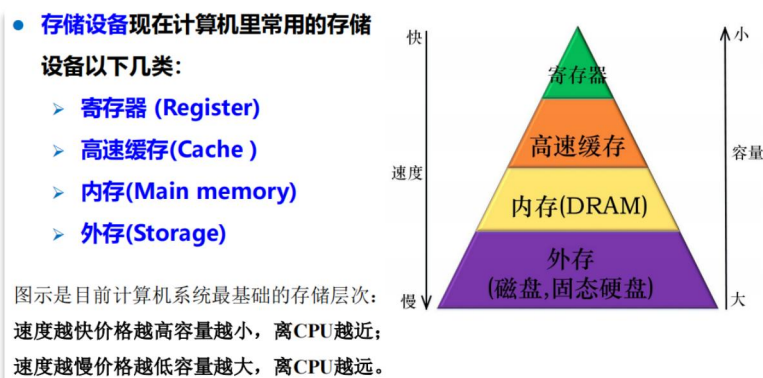 存储设备现在计算机里常用的存储
设备以下几类：
寄存器 (Register)
高速缓存(Cache )
内存(Main memory)
外存(Storage)
图示是目前计算机系统最基础的存储层次：
速度越快价格越高容量越小，离CPU越近；
速度越慢价格越低容量越大，离CPU越远。
快
速度
慢
寄存器
高速缓存
内存(DRAM)
外存
(磁盘,固态硬盘)
小
容量
大